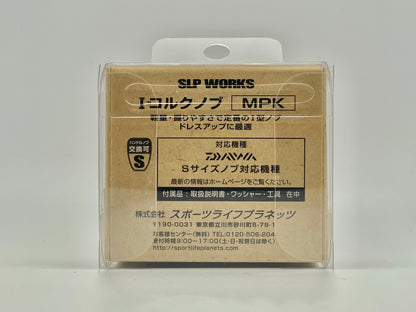 SLP WORKS
I-コルクノブ MPK
軽量・握りやすさで定番のI型ノブ
ドレスアップに最適
ハンドルノブ
交換可
S
対応機種
DAIWA
Sサイズノブ対応機種
最新の情報はホームページをご覧ください。
付属品:取扱説明書・ワッシャー・工具 在中
株式会社 スポーツライフプラネッツ
〒190-0031 東京都立川市砂川町8-79-1
お客様センター(無料) TEL:0120-506-204
受付時間9:00〜17:00(土・日・祝祭日は除く)
http://sportlifeplanets.com/